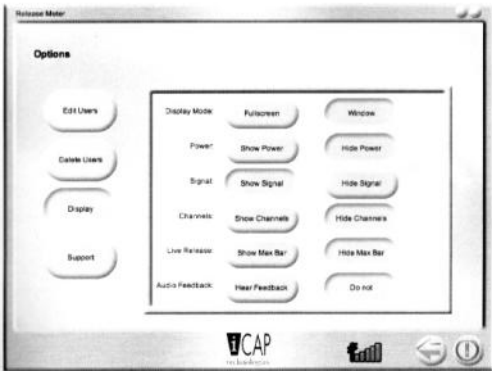 Release Meter
Options
Edit Users
Delete Users
Display
Support
Display Mode: Fullscreen Window
Power: Show Power Hide Power
Signal: Show Signal Hide Signal
Channels: Show Channels Hide Channels
Live Release: Show Max Bar Hide Max Bar
Audio Feedback: Hear Feedback Do not
iCAP
technologies